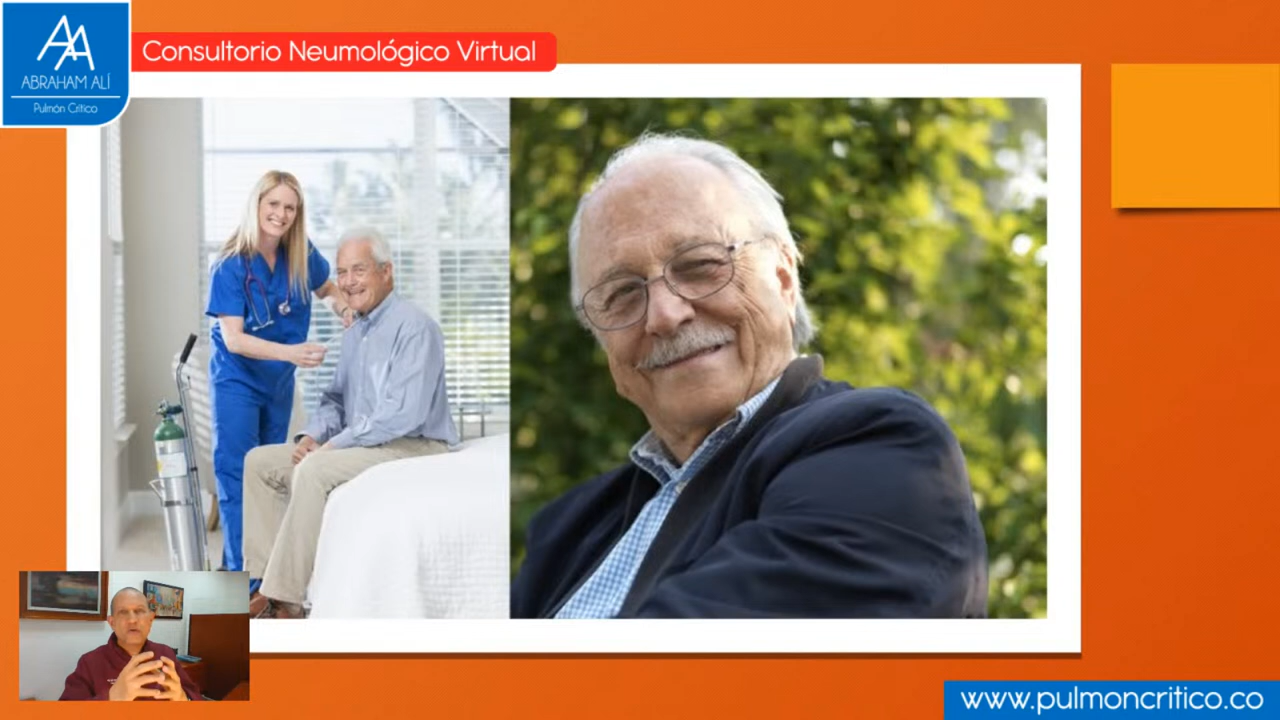 AA
ABRAHAM ALÍ
Pulmón Crítico
Consultorio Neumológico Virtual
www.pulmoncritico.co